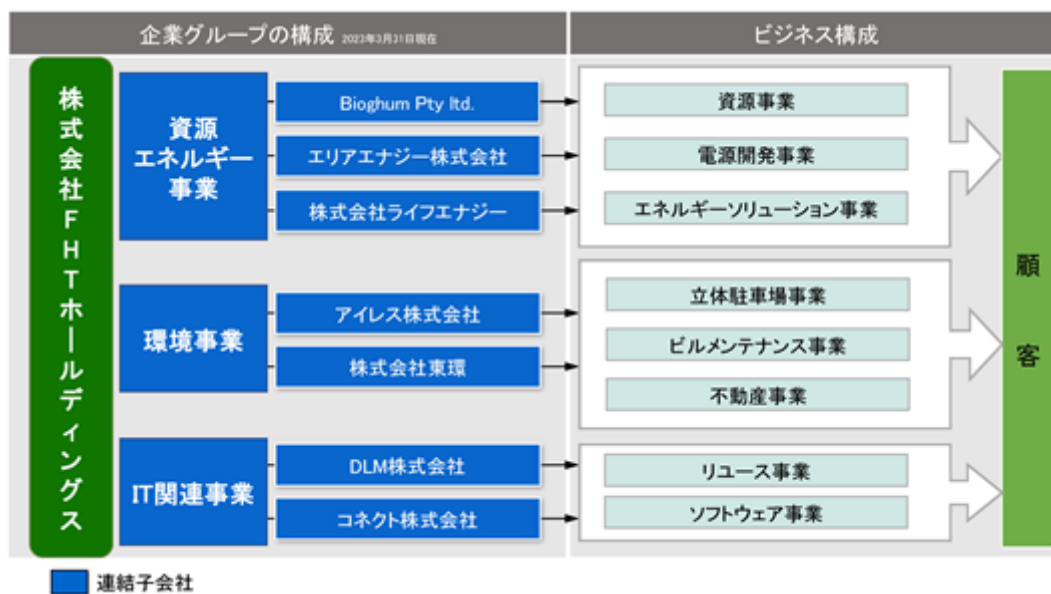 企業グループの構成 2023年3月31日現在
ビジネス構成
株式会社FHTホールディングス
資源
エネルギー
事業
Bioghum Pty ltd.
エリアエナジー株式会社
株式会社ライフエナジー
資源事業
電源開発事業
エネルギーソリューション事業
環境事業
アイレス株式会社
株式会社東環
立体駐車場事業
ビルメンテナンス事業
不動産事業
IT関連事業
DLM株式会社
コネクト株式会社
リユース事業
ソフトウェア事業
顧客
連結子会社